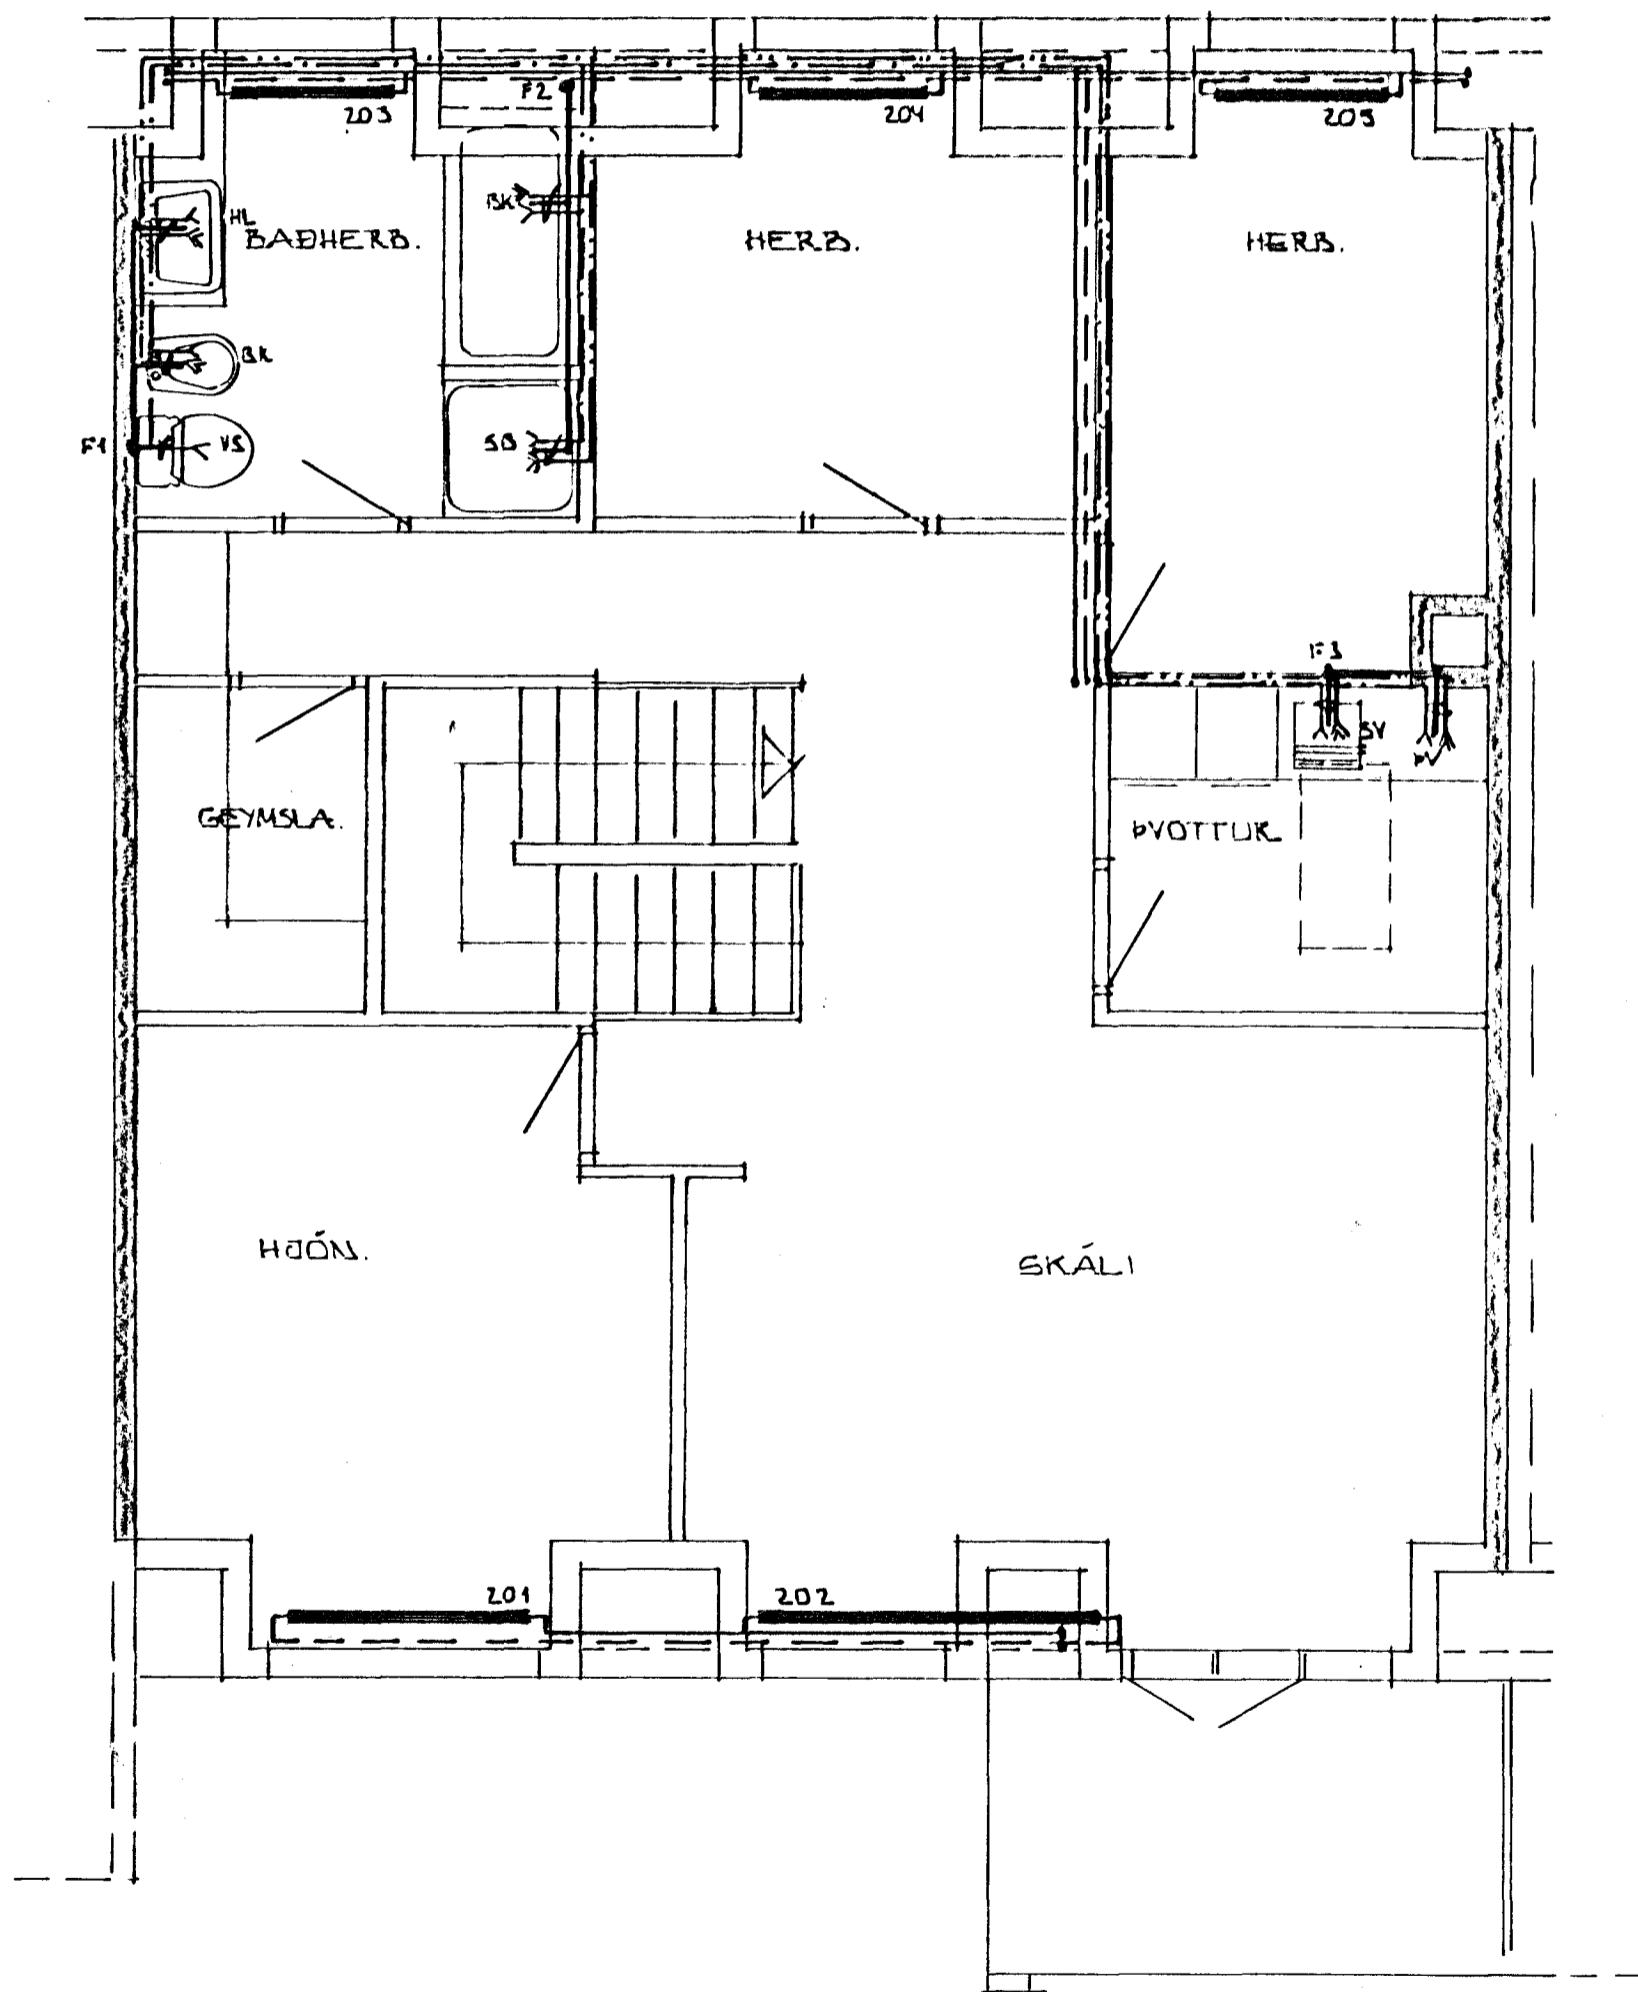 203
F2
204
205
BK
HL
BAÐHERB.
HERB.
HERB.
BK
F1
VS
SB
F3
SV
ÞV
GEYMSLA.
ÞVOTTUR
HJÓN.
SKÁLI
201
202